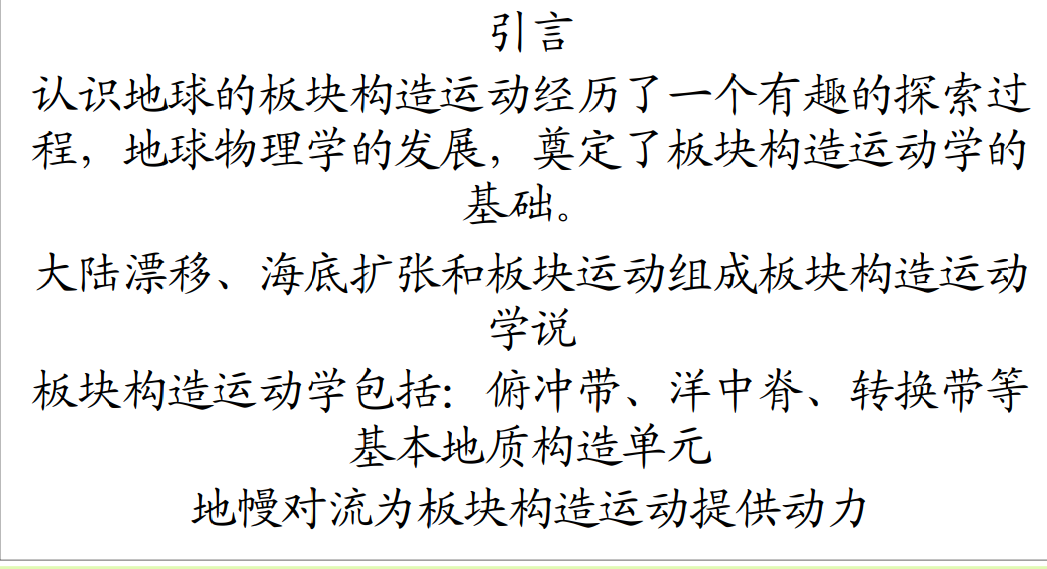 引言
认识地球的板块构造运动经历了一个有趣的探索过
程，地球物理学的发展，奠定了板块构造运动学的
基础。
大陆漂移、海底扩张和板块运动组成板块构造运动
学说
板块构造运动学包括：俯冲带、洋中脊、转换带等
基本地质构造单元
地幔对流为板块构造运动提供动力